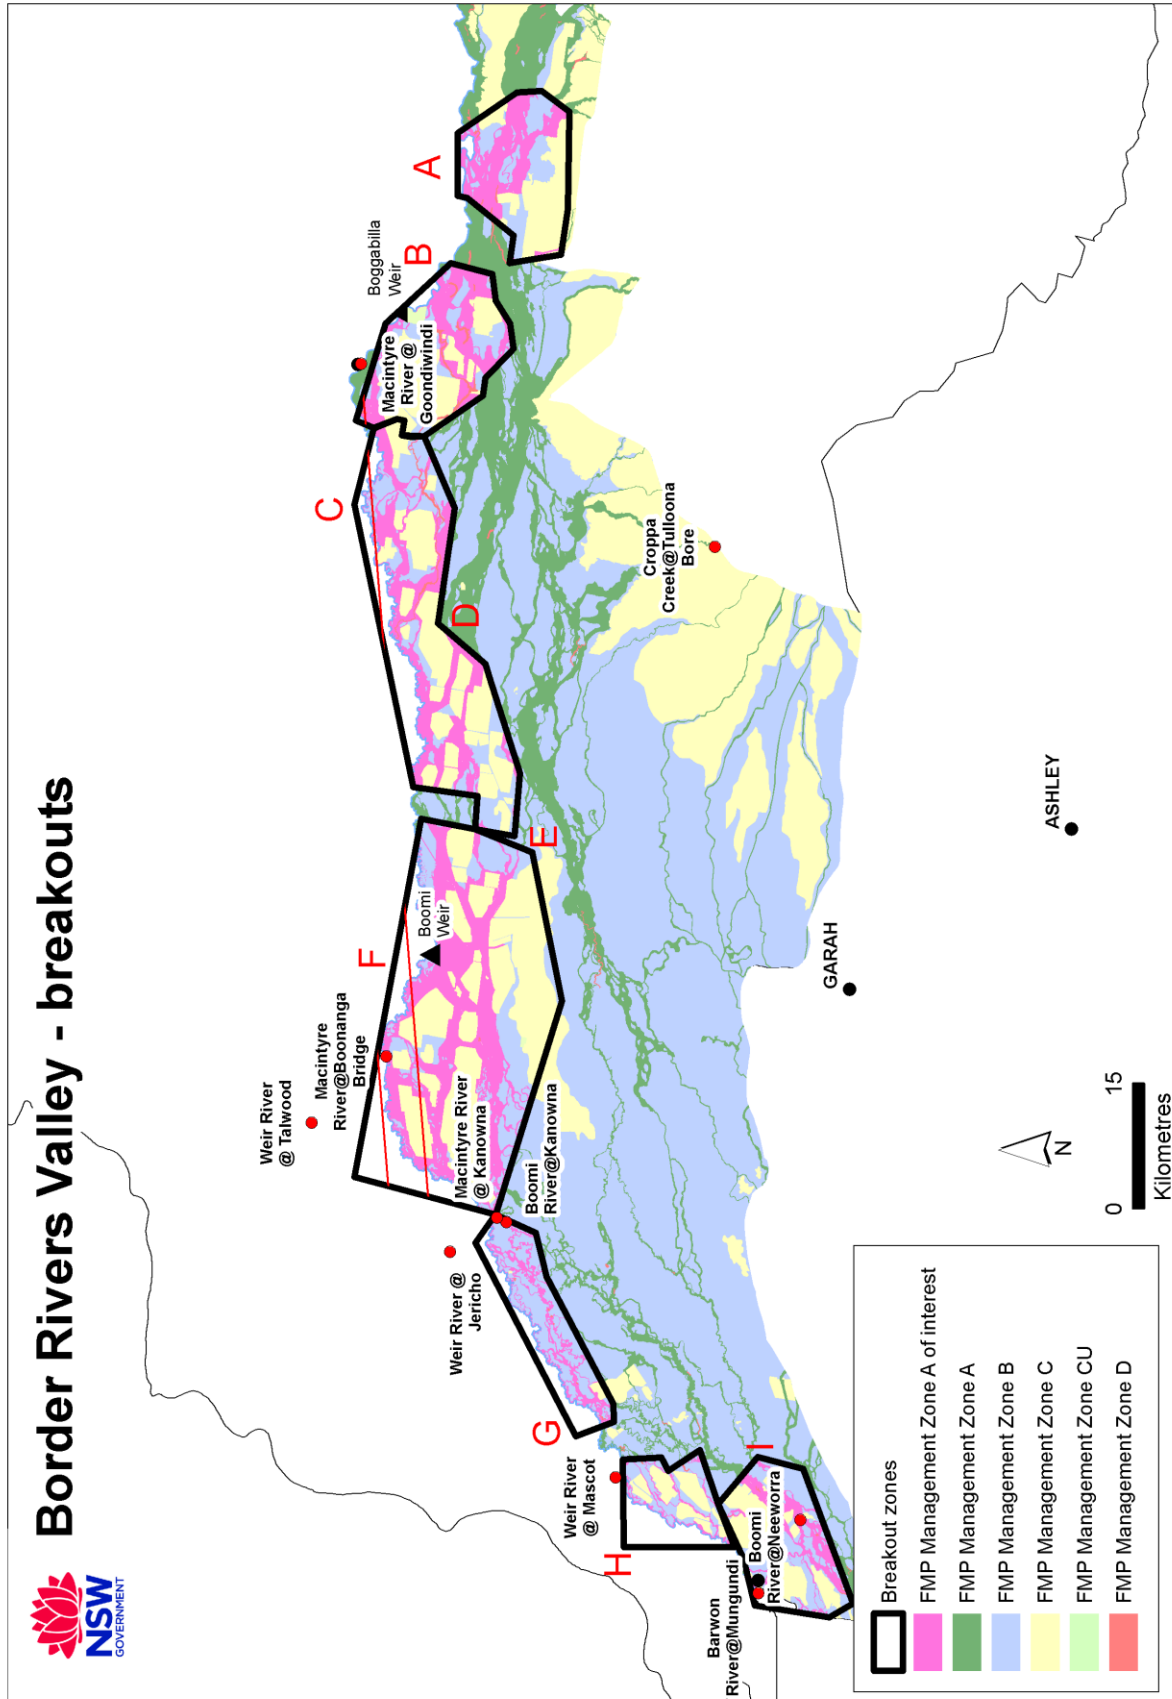 Border Rivers Valley - breakouts
NSW
GOVERNMENT
A
B
C
D
E
F
G
H
I
Boggabilla
Weir
Macintyre
River @
Goondiwindi
Croppa
Creek@Tulloona
Bore
Boomi
Weir
Macintyre
River@Boonanga
Bridge
Weir River
@ Talwood
Macintyre River
@ Kanowna
Boomi
River@Kanowna
Weir River @
Jericho
Weir River
@ Mascot
Boomi
River@Neeworra
Barwon
River@Mungundi
GARAH
ASHLEY
N
0 15
Kilometres
Breakout zones
FMP Management Zone A of interest
FMP Management Zone A
FMP Management Zone B
FMP Management Zone C
FMP Management Zone CU
FMP Management Zone D